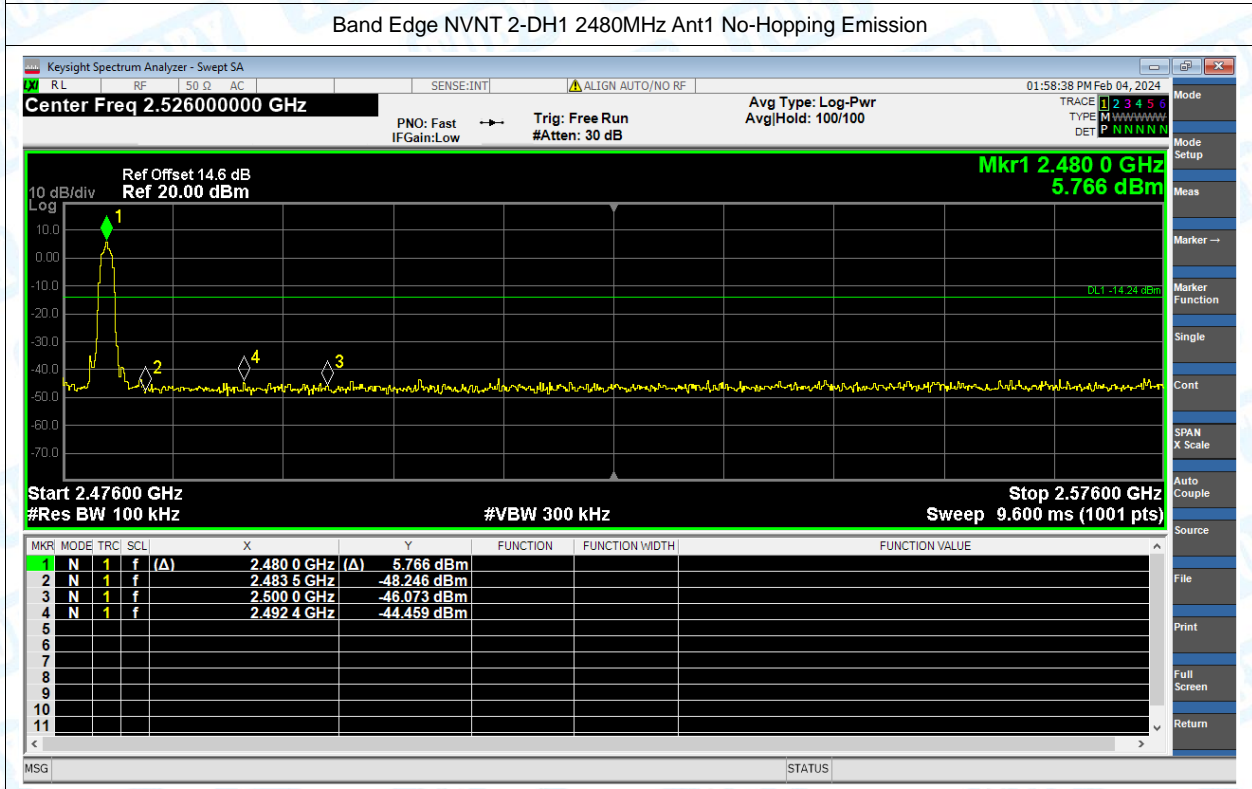 Band Edge NVNT 2-DH1 2480MHz Ant1 No-Hopping Emission
Keysight Spectrum Analyzer - Swept SA
LXI RL RF 50 Ω AC SENSE:INT ALIGN AUTO/NO RF 01:58:38 PM Feb 04, 2024
Center Freq 2.526000000 GHz
PNO: Fast
IFGain:Low
Trig: Free Run
#Atten: 30 dB
Avg Type: Log-Pwr
Avg|Hold: 100/100
TRACE 1 2 3 4 5 6
TYPE M WWWWW
DET P N N N N N
Mkr1 2.480 0 GHz
5.766 dBm
Ref Offset 14.6 dB
10 dB/div Ref 20.00 dBm
Log
10.0
0.00
-10.0
-20.0
-30.0
-40.0
-50.0
-60.0
-70.0
1
2
4
3
DL1 -14.24 dBm
Start 2.47600 GHz Stop 2.57600 GHz
#Res BW 100 kHz #VBW 300 kHz Sweep 9.600 ms (1001 pts)
MKR MODE TRC SCL X Y FUNCTION FUNCTION WIDTH FUNCTION VALUE
1 N 1 f (Δ) 2.480 0 GHz (Δ) 5.766 dBm
2 N 1 f 2.483 5 GHz -48.246 dBm
3 N 1 f 2.500 0 GHz -46.073 dBm
4 N 1 f 2.492 4 GHz -44.459 dBm
5
6
7
8
9
10
11
MSG STATUS
Mode
Mode
Setup
Meas
Marker →
Marker
Function
Single
Cont
SPAN
X Scale
Auto
Couple
Source
File
Print
Full
Screen
Return